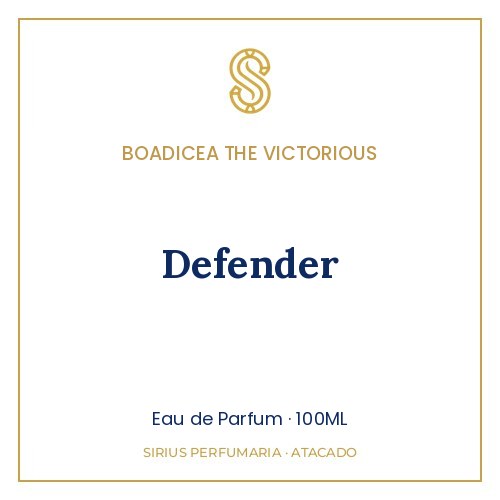 BOADICEA THE VICTORIOUS
Defender
Eau de Parfum · 100ML
SIRIUS PERFUMARIA · ATACADO